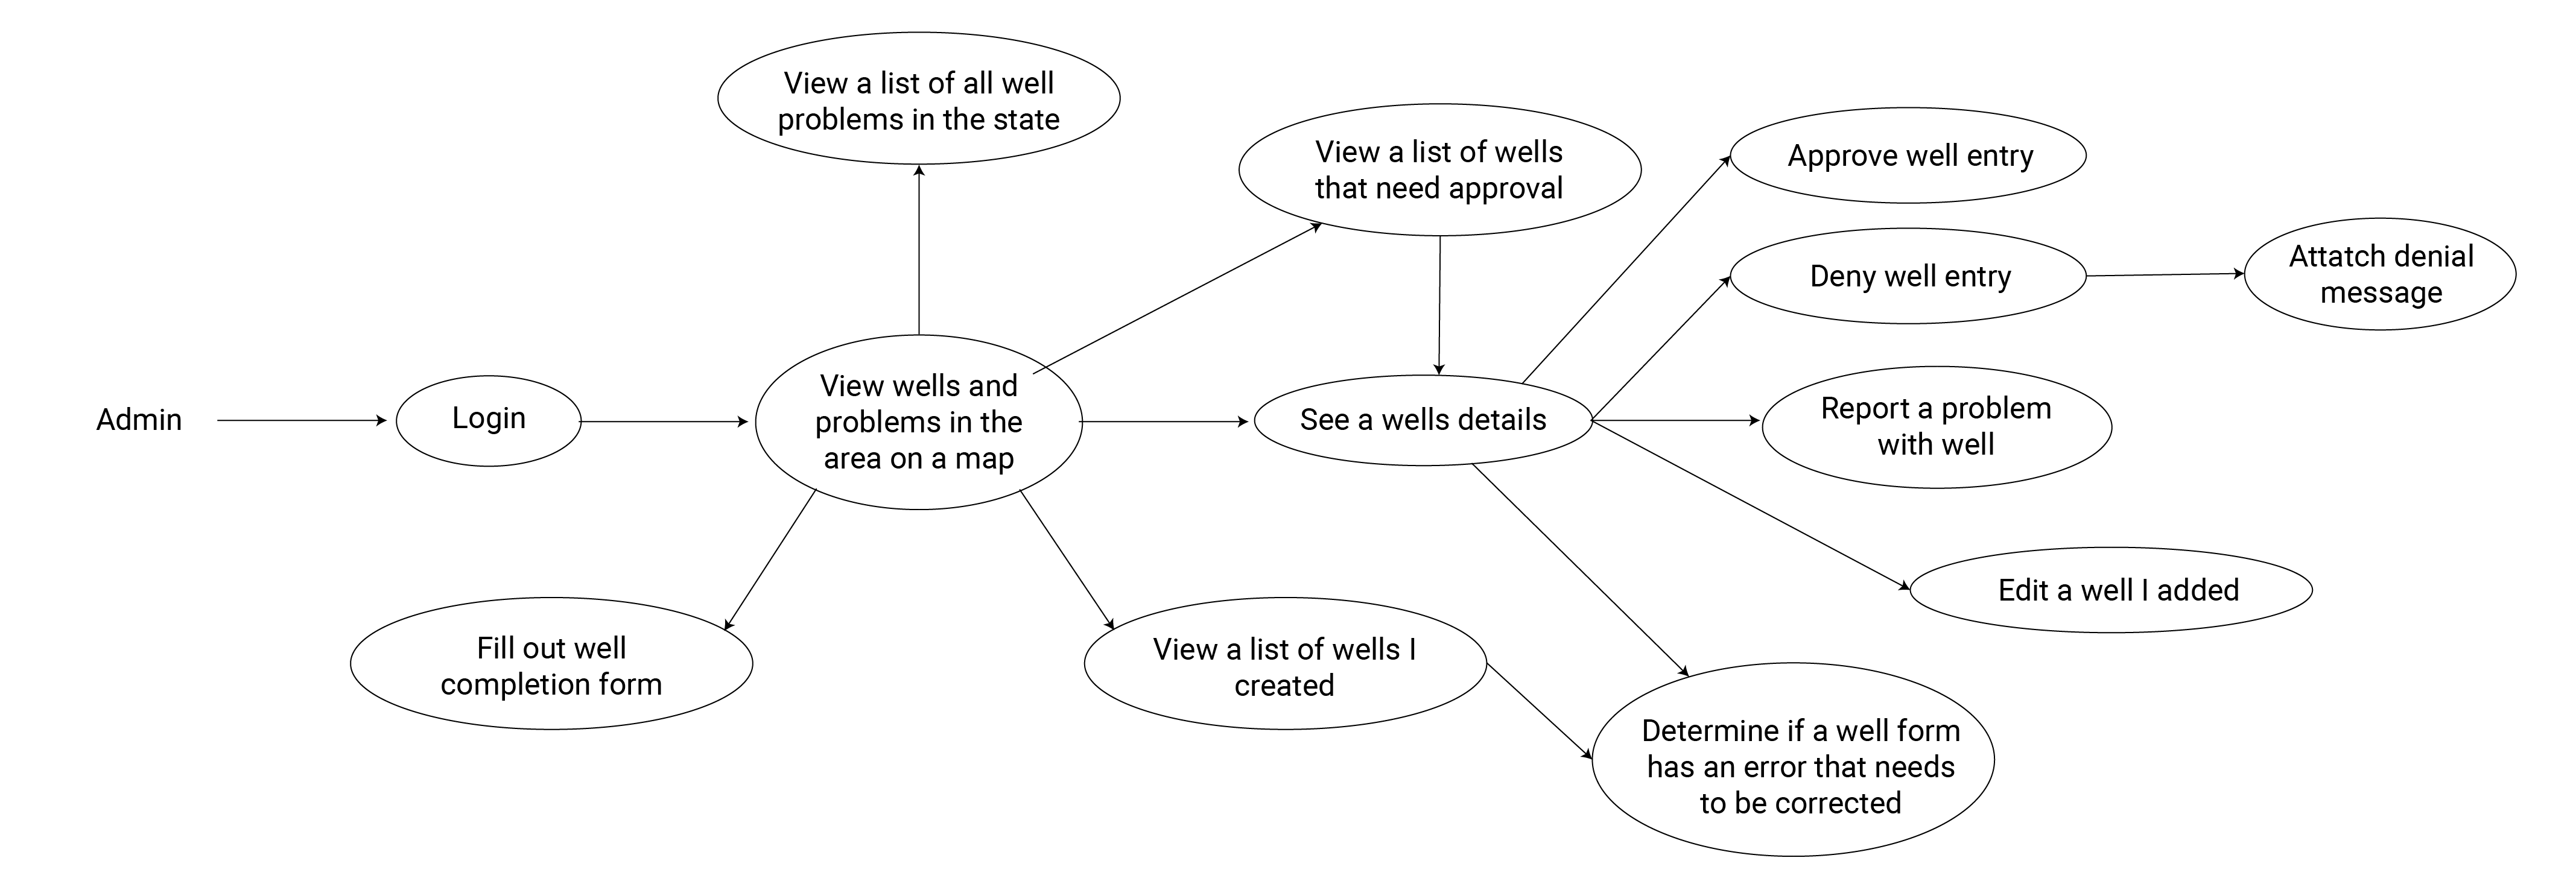 View a list of all well
problems in the state
View a list of wells
that need approval
Approve well entry
Deny well entry
Attatch denial
message
Admin
Login
View wells and
problems in the
area on a map
See a wells details
Report a problem
with well
Edit a well I added
Fill out well
completion form
View a list of wells I
created
Determine if a well form
has an error that needs
to be corrected